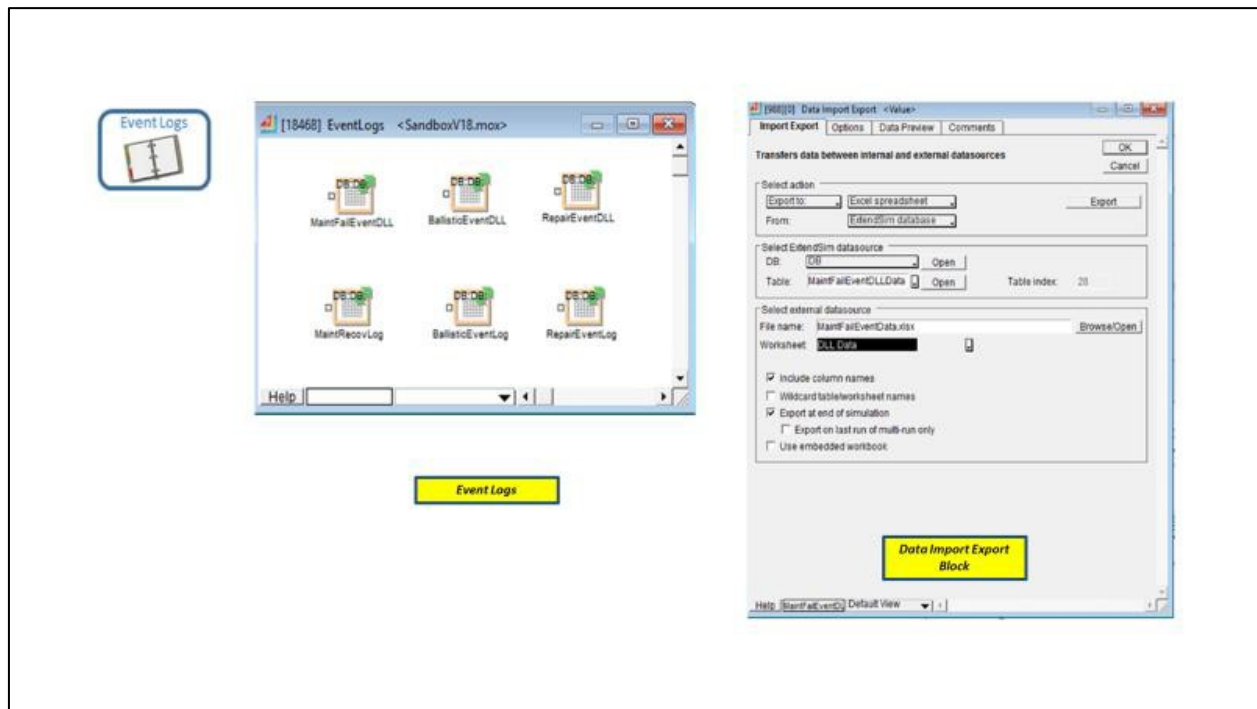 Event Logs
[18468] EventLogs <SandboxV18.mox>
DB:DB DB:DB DB:DB
MaintFailEventDLL BallisticEventDLL RepairEventDLL
DB:DB DB:DB DB:DB
MaintRecovLog BallisticEventLog RepairEventLog
Help
Event Logs
[988][0] Data Import Export <Value>
Import Export Options Data Preview Comments
Transfers data between internal and external datasources
OK
Cancel
Select action
Export to: Excel spreadsheet Export
From: ExtendSim database
Select ExtendSim datasource
DB: DB Open
Table: MaintFailEventDLLData Open Table index: 28
Select external datasource
File name: MaintFailEventData.xlsx Browse/Open
Worksheet: DLL Data
Include column names
Wildcard table/worksheet names
Export at end of simulation
Export on last run of multi-run only
Use embedded workbook
Data Import Export
Block
Help MaintFailEventDL Default View